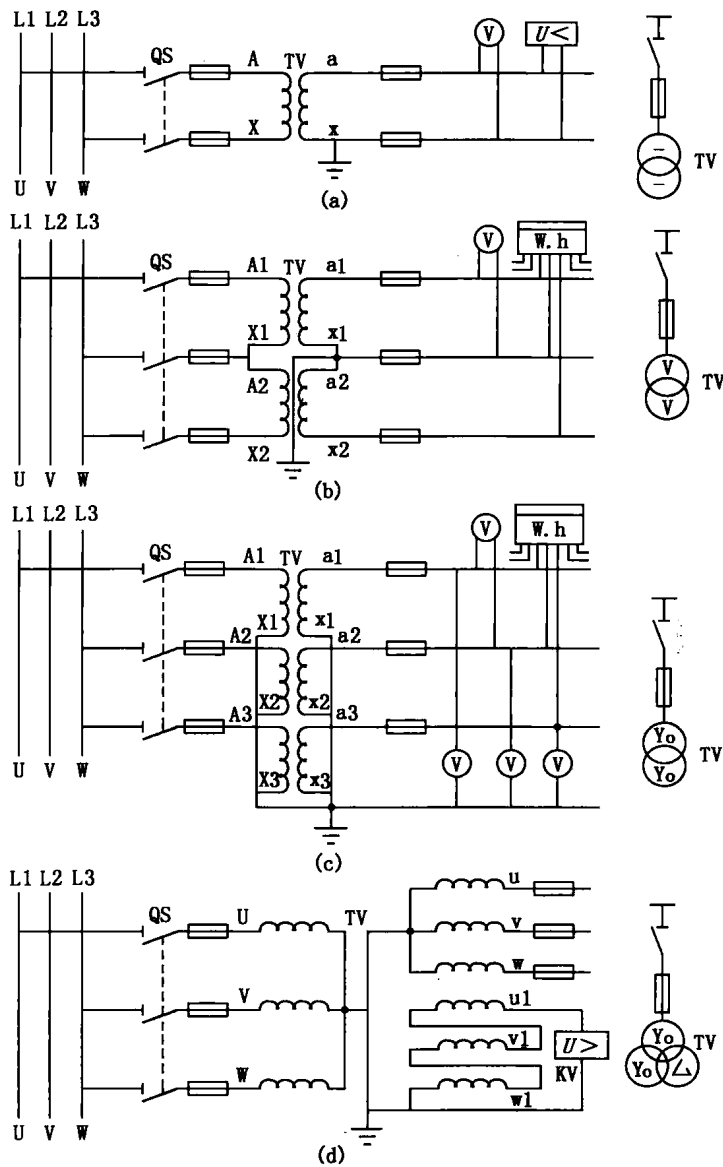 L1 L2 L3
QS
A TV a
V
U<
X x
U V W
TV
(a)
L1 L2 L3
QS
A1 TV a1
V
W.h
X1 x1
A2 a2
X2 x2
U V W
V
V
TV
(b)
L1 L2 L3
QS
A1 TV a1
V
W.h
X1 x1
A2 a2
X2 x2
A3 a3
X3 x3
V V V
U V W
Yo
Yo
TV
(c)
L1 L2 L3
QS
U TV u
V v
w
u1
v1
U>
KV
W w1
U V W
Yo
Yo
TV
(d)